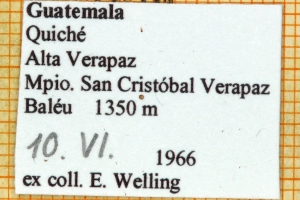 Guatemala
Quiché
Alta Verapaz
Mpio. San Cristóbal Verapaz
Baléu 1350 m
10. VI. 1966
ex coll. E. Welling